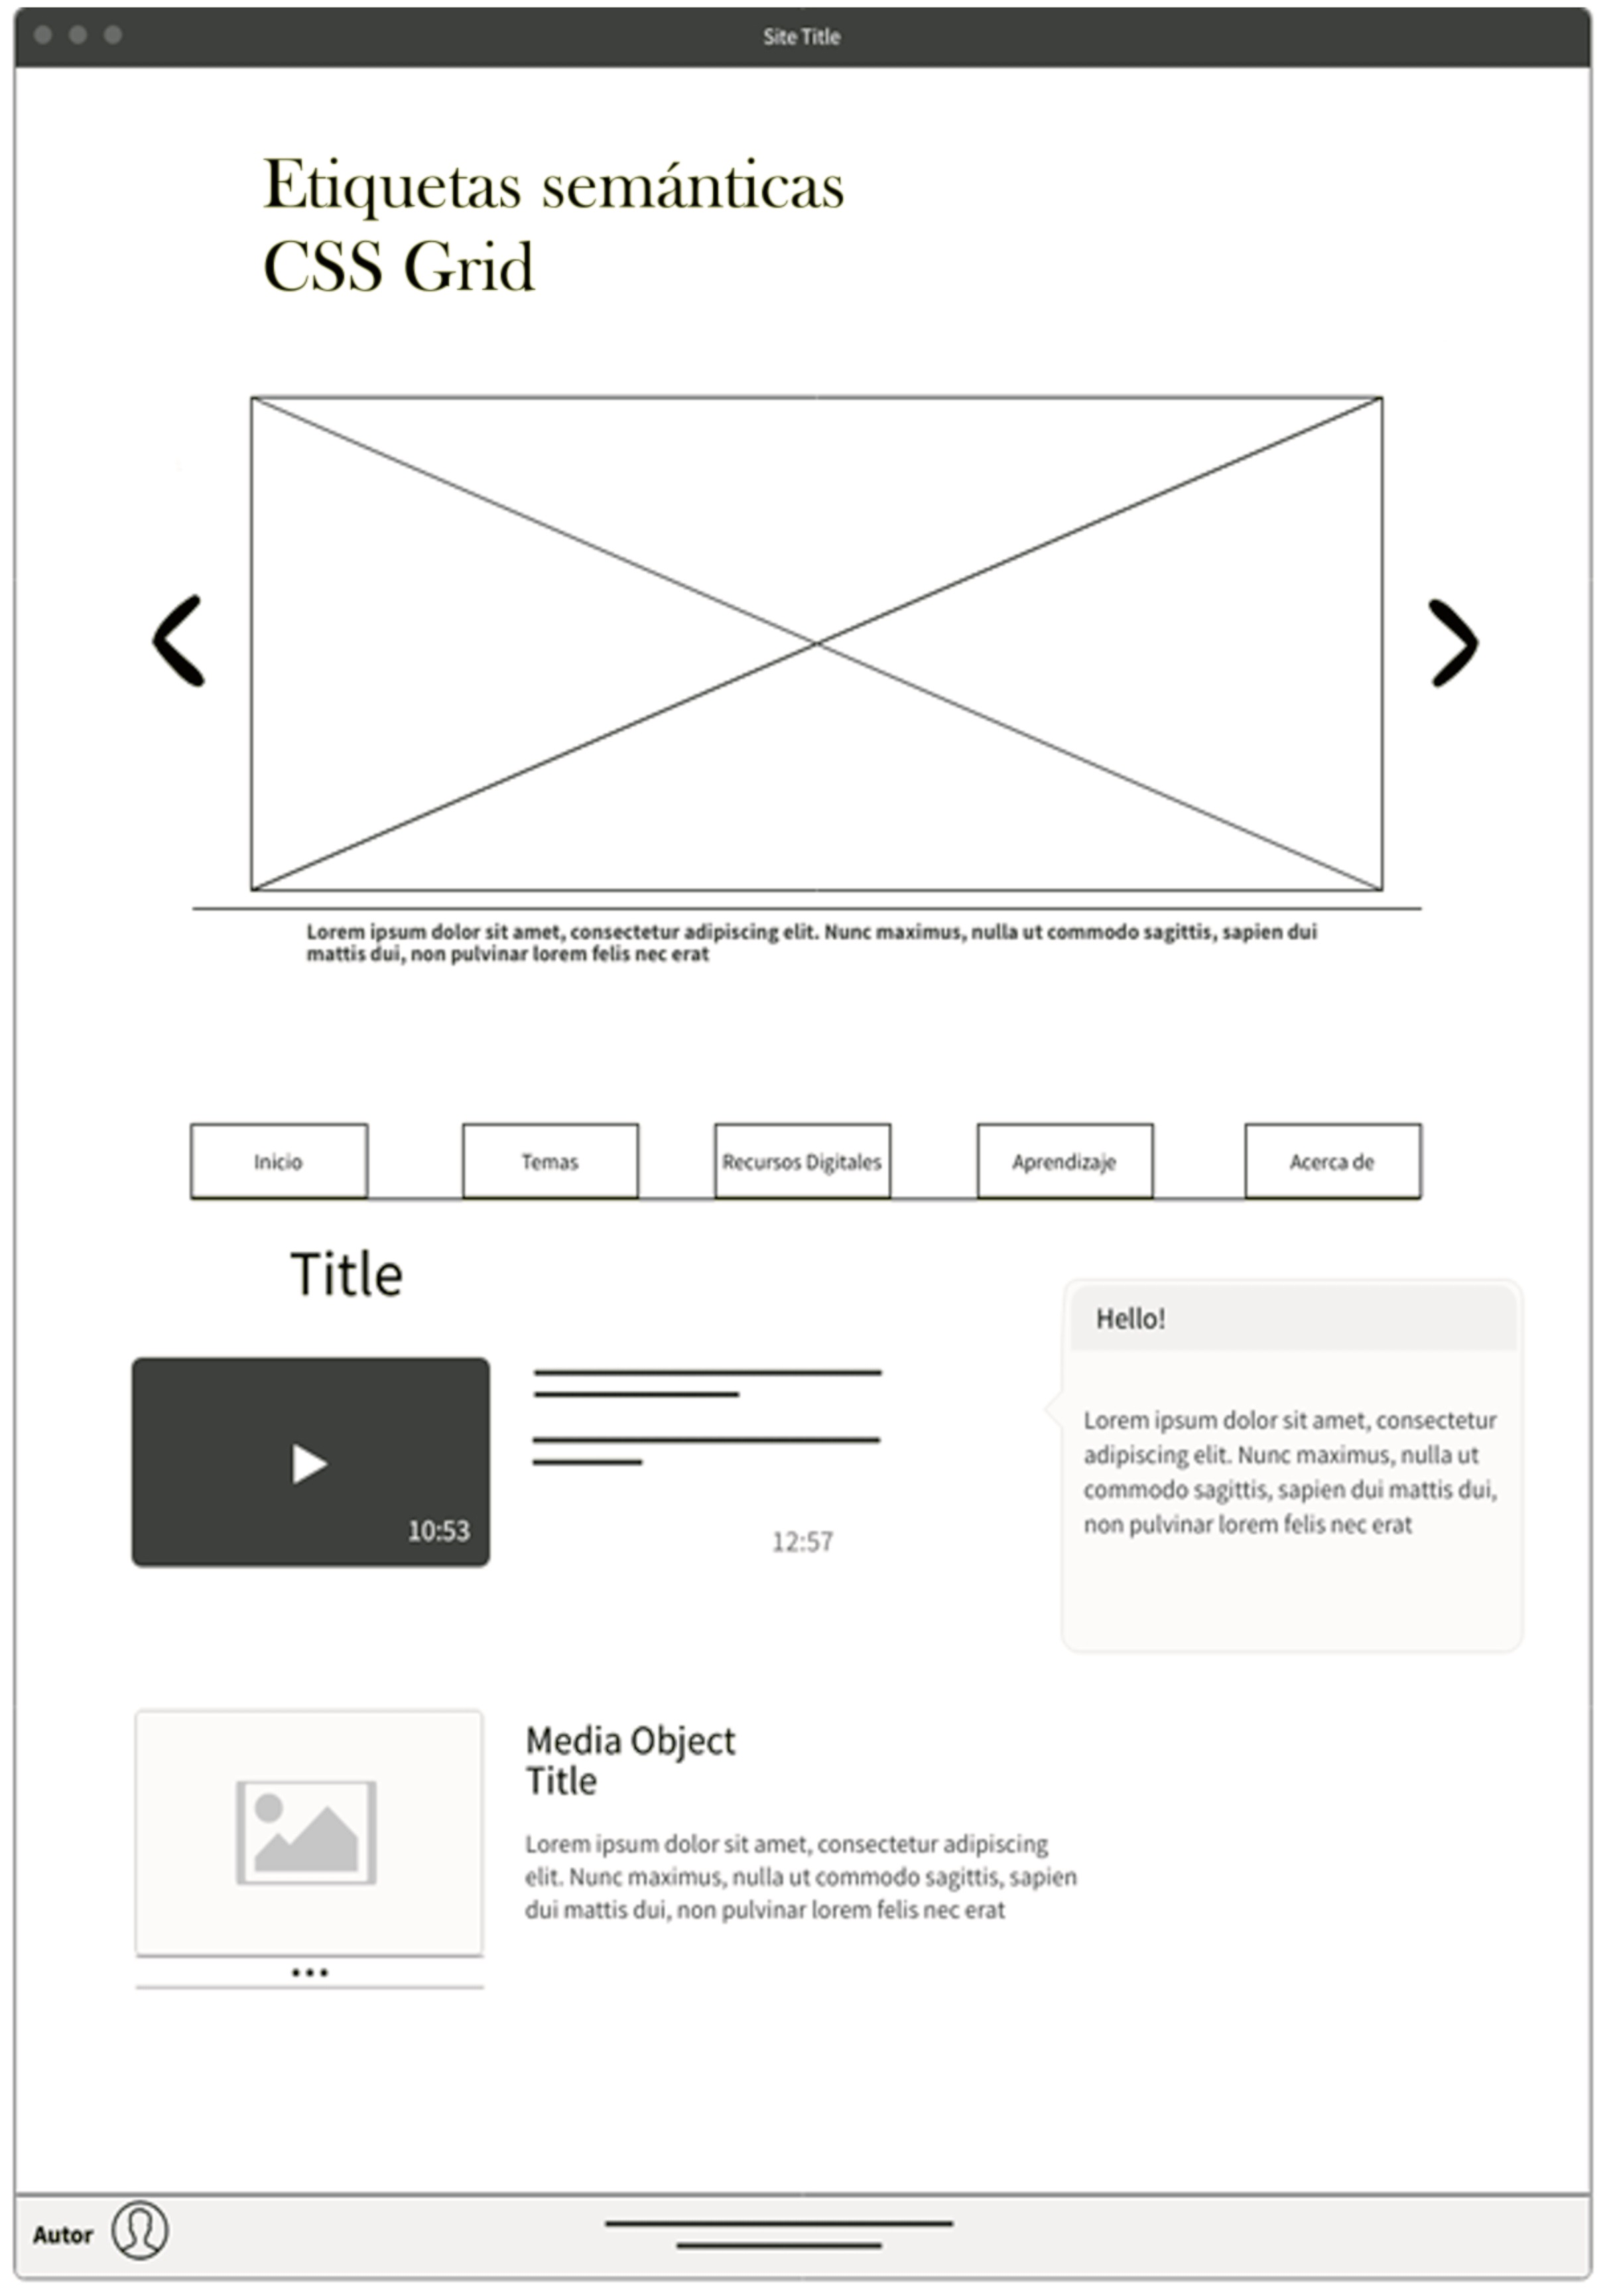 Site Title
Etiquetas semánticas
CSS Grid
Lorem ipsum dolor sit amet, consectetur adipiscing elit. Nunc maximus, nulla ut commodo sagittis, sapien dui
mattis dui, non pulvinar lorem felis nec erat
Inicio
Temas
Recursos Digitales
Aprendizaje
Acerca de
Title
10:53
12:57
Hello!
Lorem ipsum dolor sit amet, consectetur
adipiscing elit. Nunc maximus, nulla ut
commodo sagittis, sapien dui mattis dui,
non pulvinar lorem felis nec erat
Media Object
Title
Lorem ipsum dolor sit amet, consectetur adipiscing
elit. Nunc maximus, nulla ut commodo sagittis, sapien
dui mattis dui, non pulvinar lorem felis nec erat
Autor